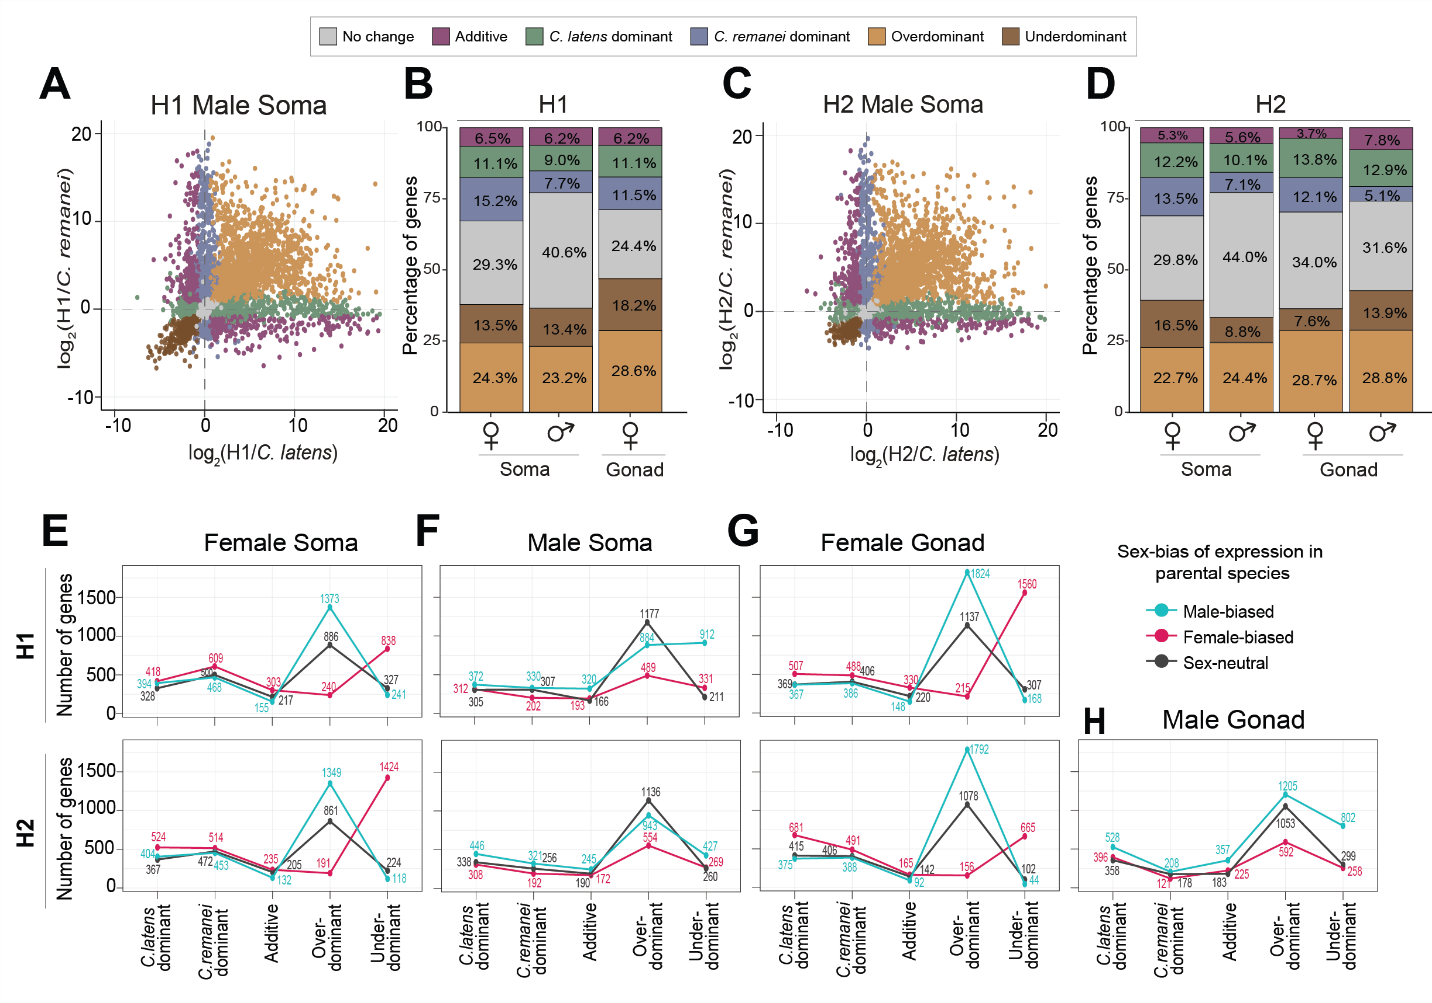 No change Additive C. latens dominant C. remanei dominant Overdominant Underdominant
A
H1 Male Soma
log2(H1/C. remanei)
20
10
0
-10
-10 0 10 20
log2(H1/C. latens)
B
H1
Percentage of genes
100
75
50
25
0
6.5% 6.2% 6.2%
11.1% 9.0% 11.1%
15.2% 7.7% 11.5%
29.3% 40.6% 24.4%
13.5% 13.4% 18.2%
24.3% 23.2% 28.6%
♀ ♂ ♀
Soma Gonad
C
H2 Male Soma
log2(H2/C. remanei)
20
10
0
-10
-10 0 10 20
log2(H2/C. latens)
D
H2
Percentage of genes
100
75
50
25
0
5.3% 5.6% 3.7% 7.8%
12.2% 10.1% 13.8% 12.9%
13.5% 7.1% 12.1% 5.1%
29.8% 44.0% 34.0% 31.6%
16.5% 8.8% 7.6% 13.9%
22.7% 24.4% 28.7% 28.8%
♀ ♂ ♀ ♂
Soma Gonad
E
Female Soma
H1
Number of genes
1500
1000
500
0
418 609 303 240 838
394 466 155 1373 241
328 217 886 327
F
Male Soma
372 330 320 884 912
312 202 193 489 331
305 307 166 1177 211
G
Female Gonad
507 488 330 215 1560
367 386 148 1824 168
369 406 220 1137 307
Sex-bias of expression in
parental species
Male-biased
Female-biased
Sex-neutral
H2
Number of genes
1500
1000
500
0
524 514 235 191 1424
404 453 132 1349 118
367 472 205 861 224
C.latens dominant
C.remanei dominant
Additive
Over-dominant
Under-dominant
446 321 245 943 427
338 256 190 1136 260
308 192 172 554 269
C.latens dominant
C.remanei dominant
Additive
Over-dominant
Under-dominant
681 491 165 156 665
415 406 142 1078 102
375 386 92 1792 44
C.latens dominant
C.remanei dominant
Additive
Over-dominant
Under-dominant
H
Male Gonad
528 208 357 1205 802
396 121 225 592 258
358 178 183 1053 299
C.latens dominant
C.remanei dominant
Additive
Over-dominant
Under-dominant